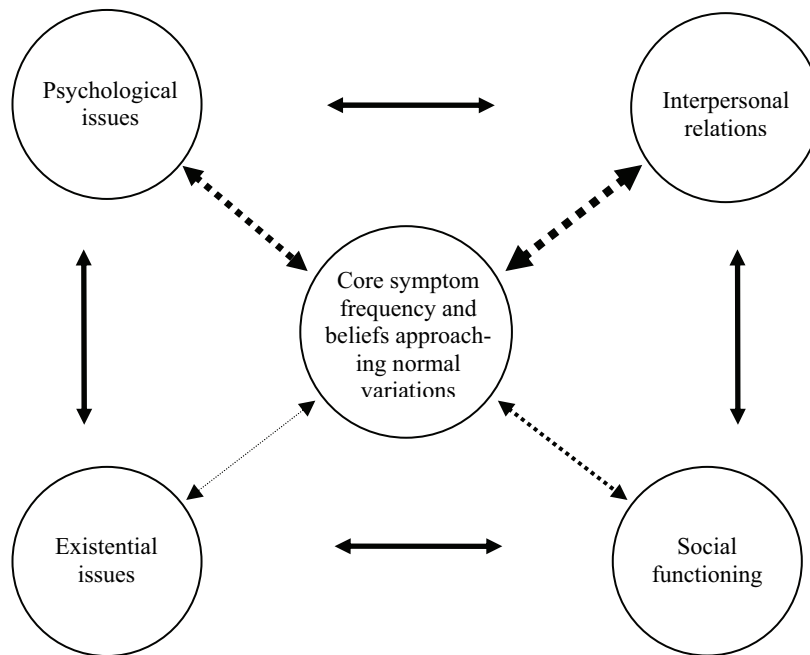 Psychological
issues
Interpersonal
relations
Core symptom
frequency and
beliefs approach-
ing normal
variations
Existential
issues
Social
functioning